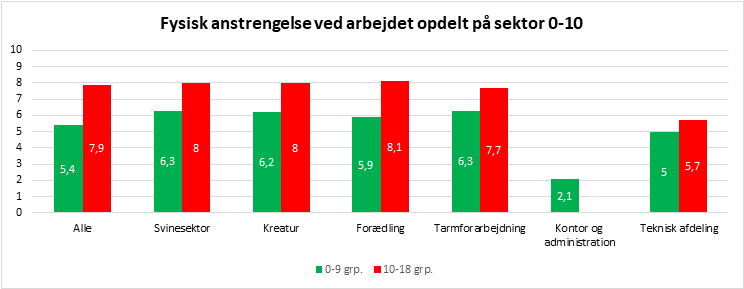 Fysisk anstrengelse ved arbejdet opdelt på sektor 0-10
10
9
8
7
6
5
4
3
2
1
0
5,4
7,9
6,3
8
6,2
8
5,9
8,1
6,3
7,7
2,1
5
5,7
Alle
Svinesektor
Kreatur
Forædling
Tarmforarbejdning
Kontor og
administration
Teknisk afdeling
0-9 grp.
10-18 grp.